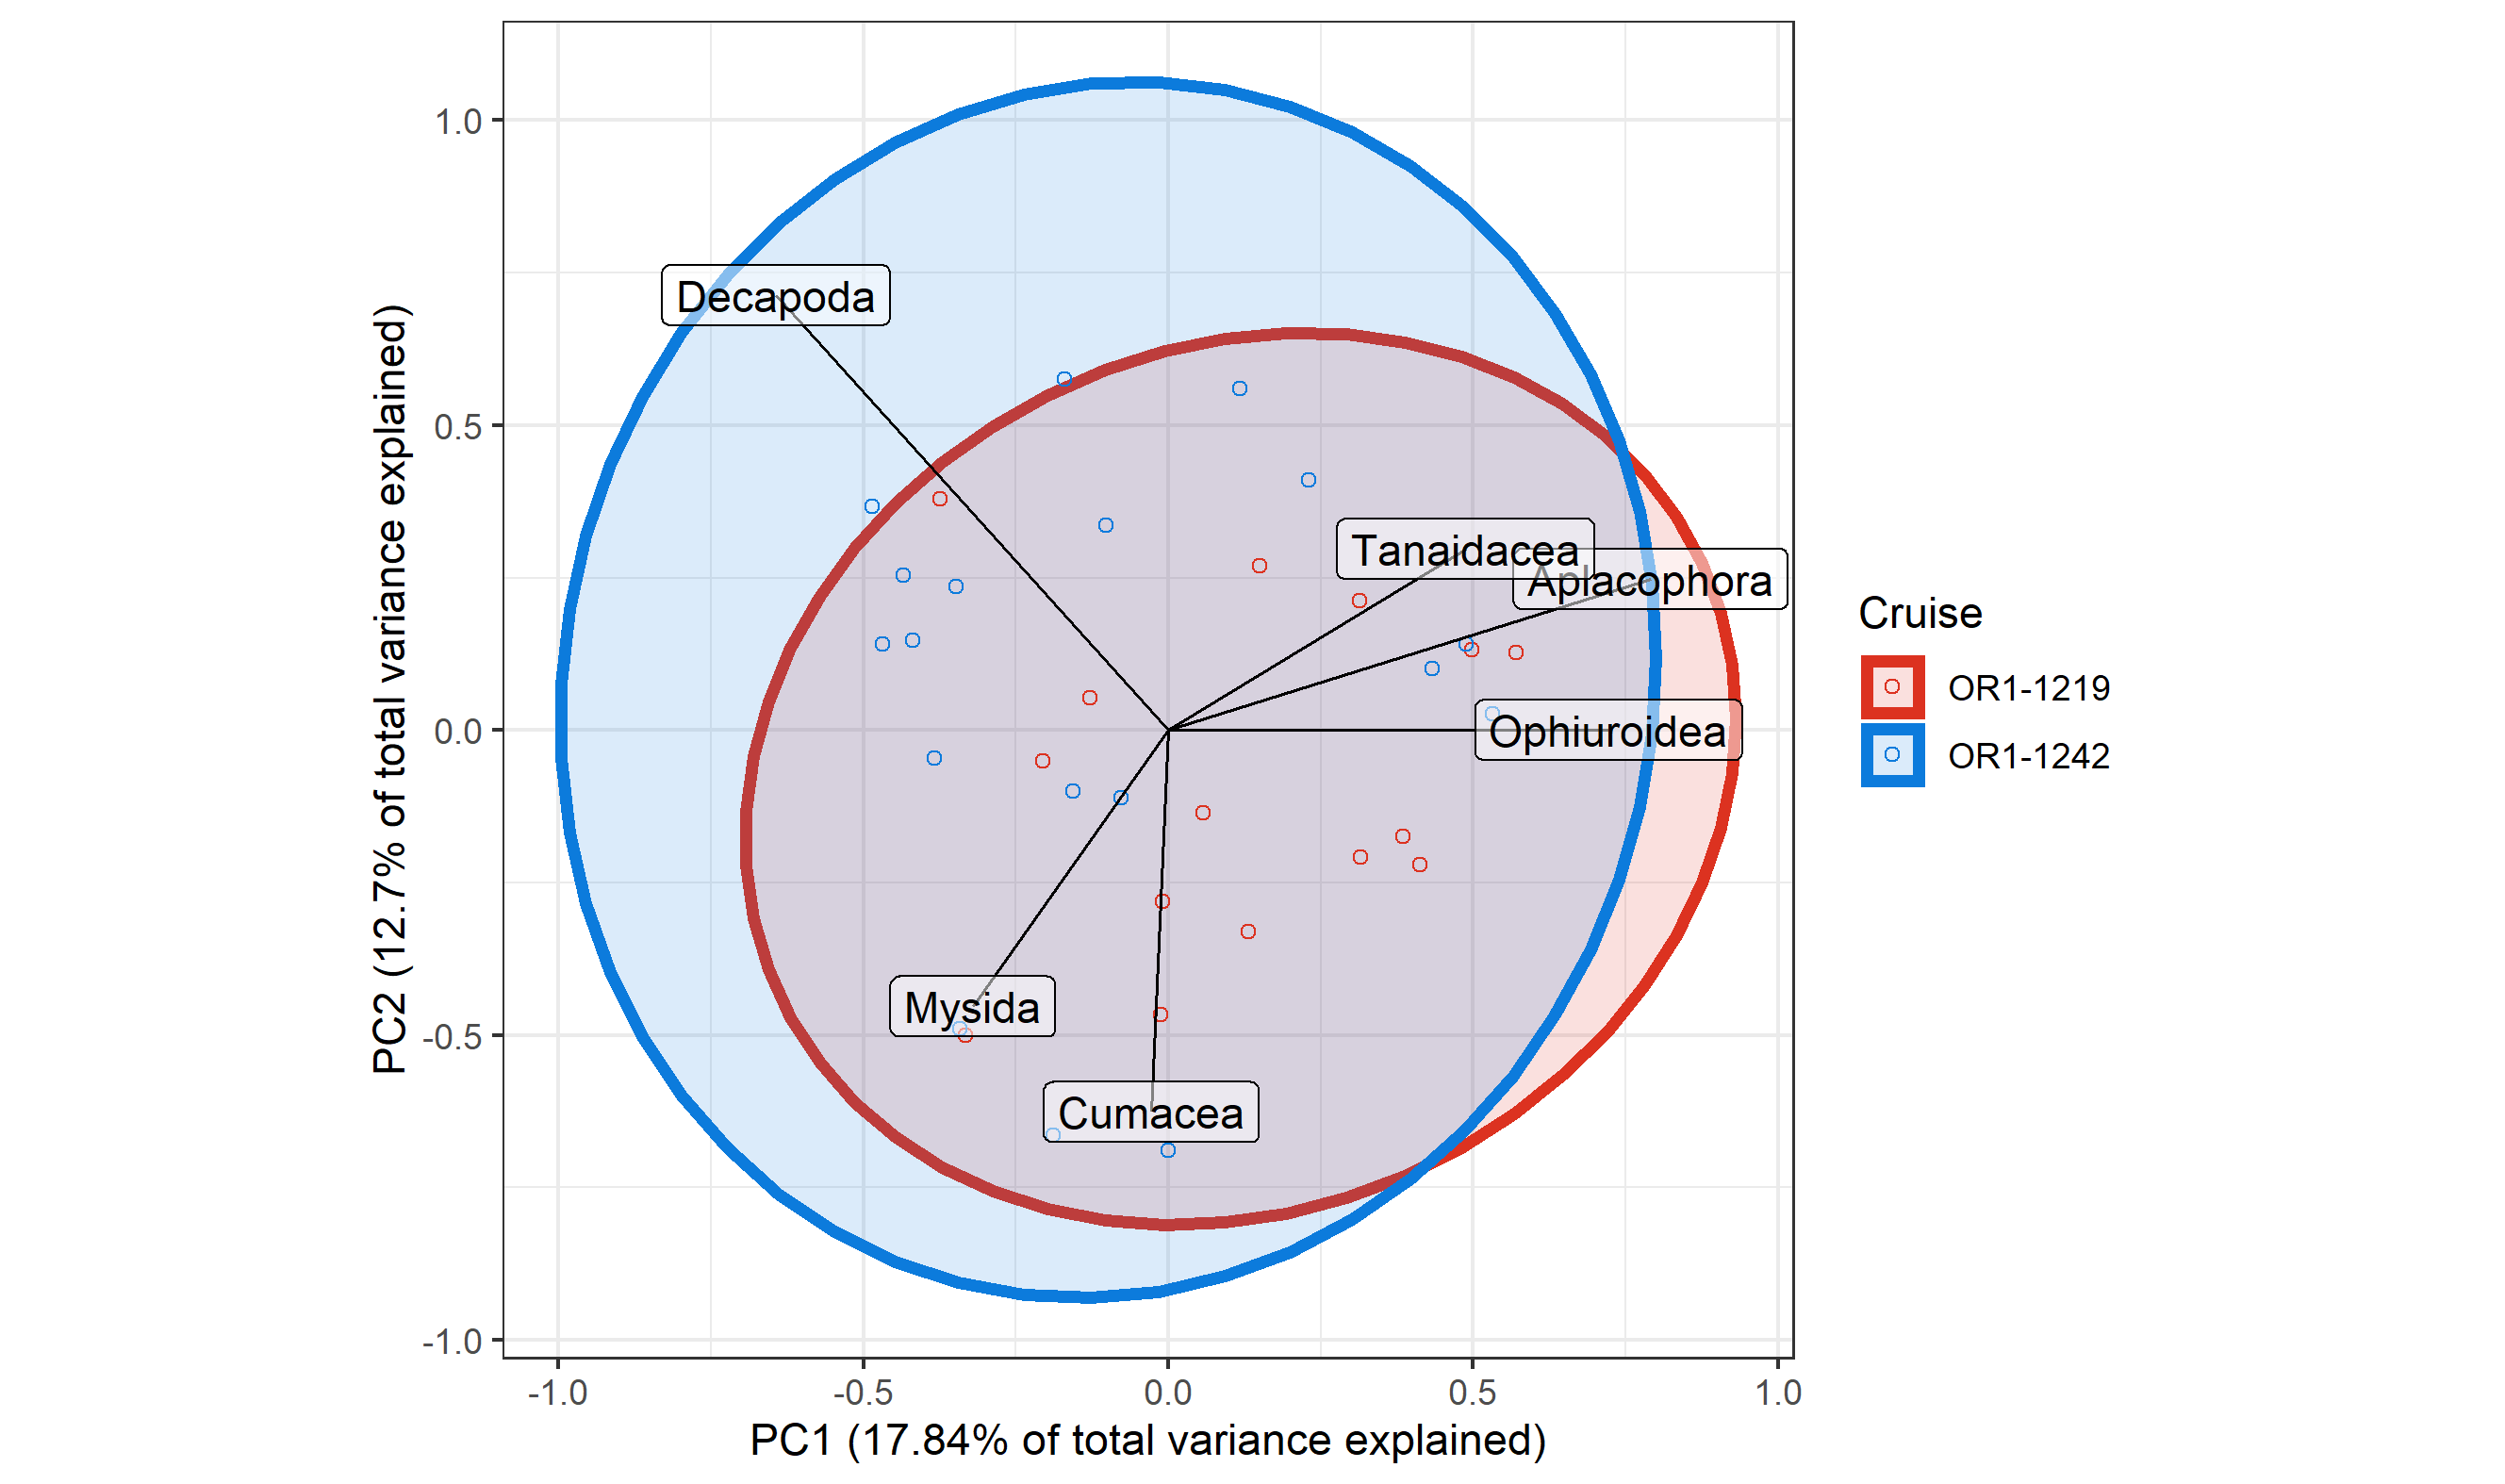 1.0
0.5
0.0
-0.5
-1.0
PC2 (12.7% of total variance explained)
Decapoda
Tanaidacea
Aplacophora
Ophiuroidea
Mysida
Cumacea
-1.0 -0.5 0.0 0.5 1.0
PC1 (17.84% of total variance explained)
Cruise
OR1-1219
OR1-1242